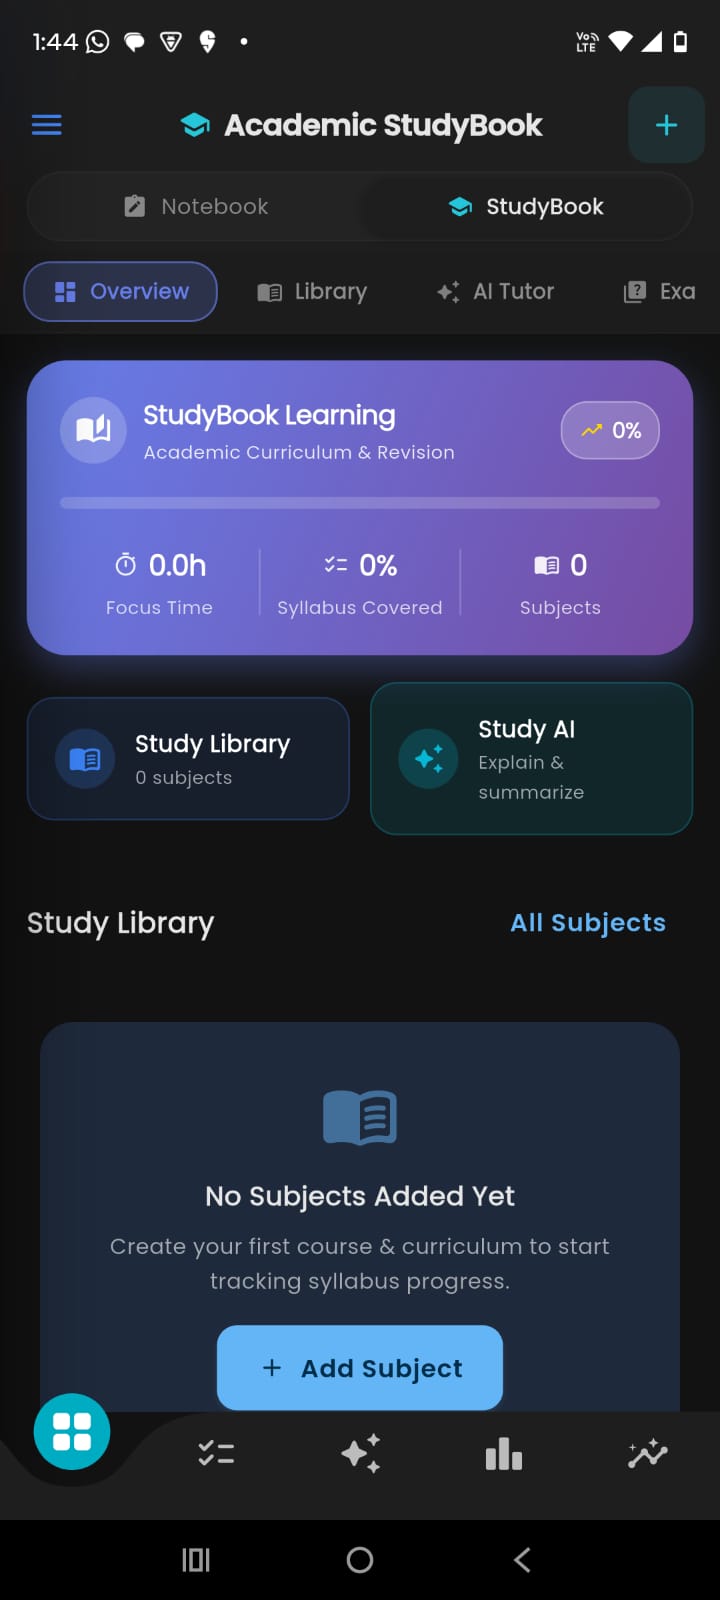 1:44
Vo LTE
Academic StudyBook
Notebook
StudyBook
Overview
Library
AI Tutor
Exa
StudyBook Learning
Academic Curriculum & Revision
0%
0.0h
0%
0
Focus Time
Syllabus Covered
Subjects
Study Library
0 subjects
Study AI
Explain &
summarize
Study Library
All Subjects
No Subjects Added Yet
Create your first course & curriculum to start
tracking syllabus progress.
+ Add Subject